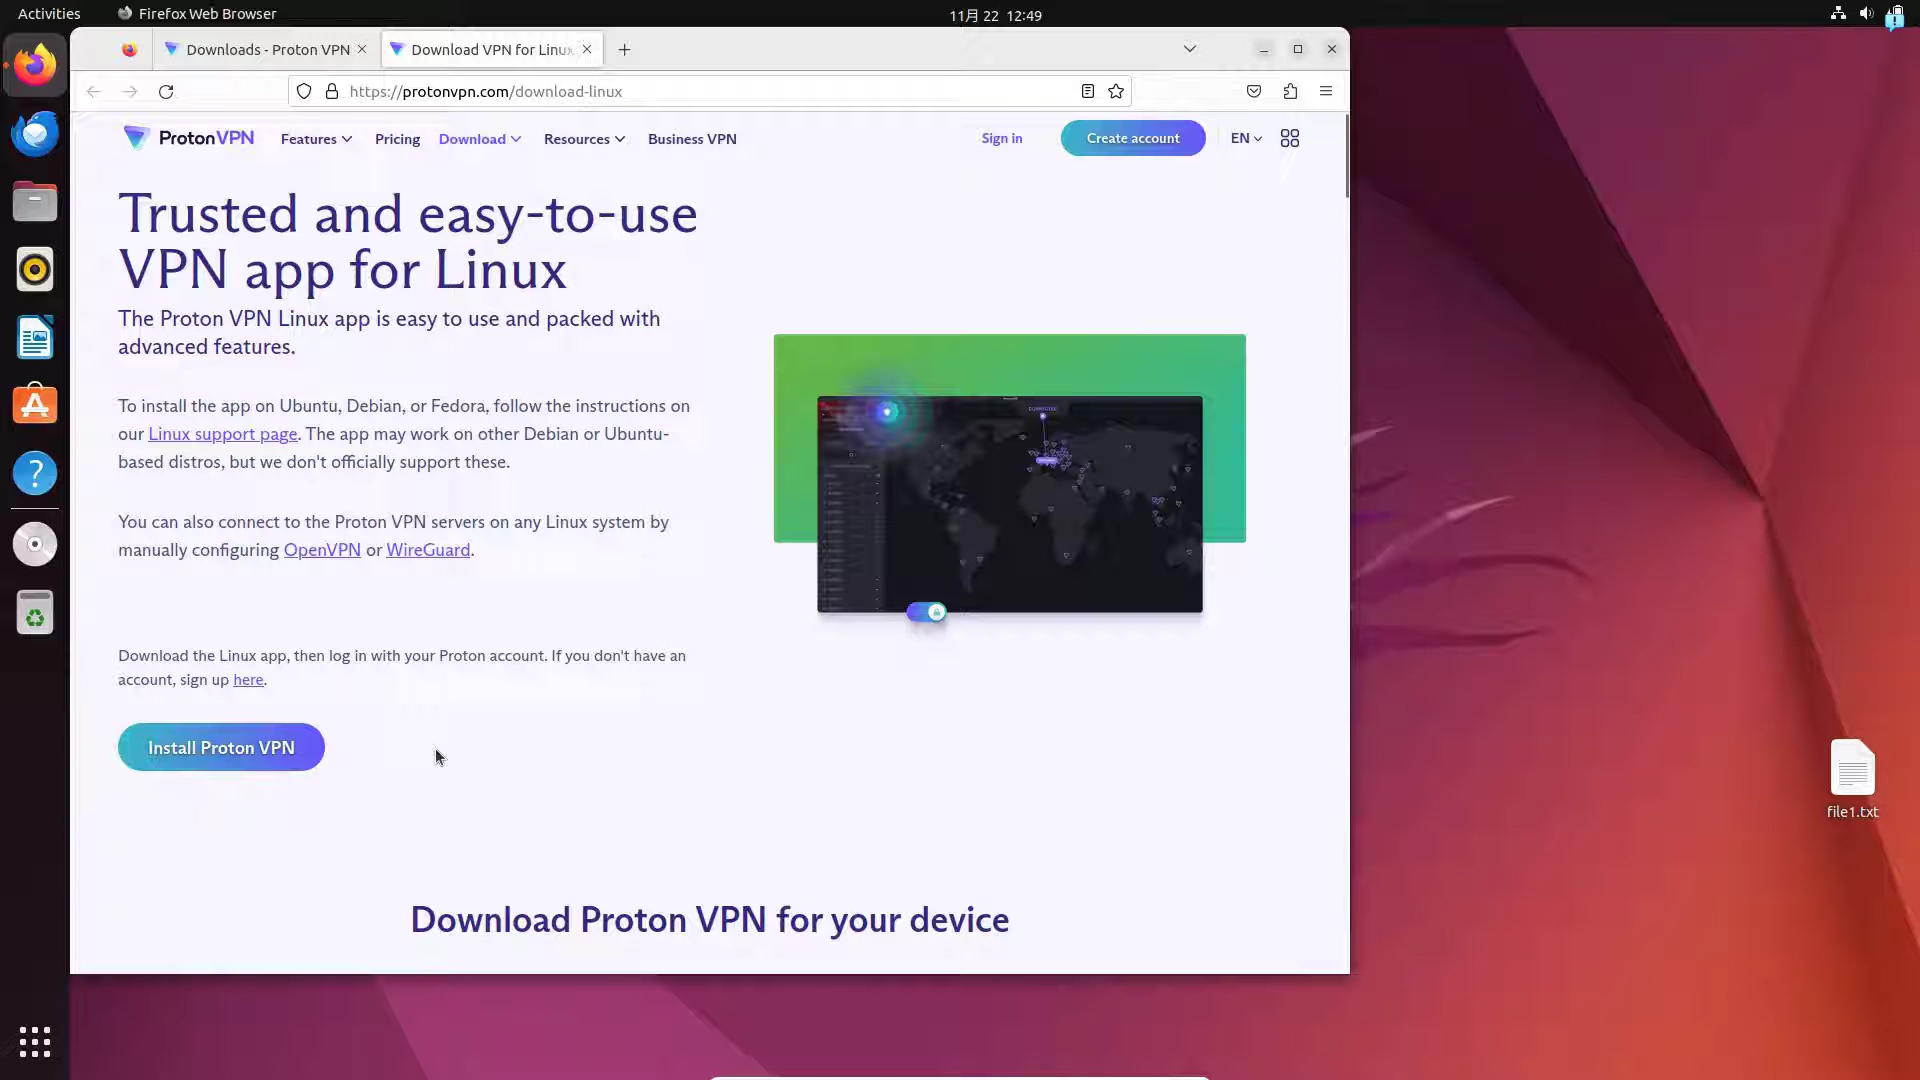 Activities
Firefox Web Browser
11月 22 12:49
Downloads - Proton VPN
Download VPN for Linux
https://protonvpn.com/download-linux
ProtonVPN
Features
Pricing
Download
Resources
Business VPN
Sign in
Create account
EN
Trusted and easy-to-use
VPN app for Linux
The Proton VPN Linux app is easy to use and packed with
advanced features.
To install the app on Ubuntu, Debian, or Fedora, follow the instructions on
our Linux support page. The app may work on other Debian or Ubuntu-
based distros, but we don't officially support these.
You can also connect to the Proton VPN servers on any Linux system by
manually configuring OpenVPN or WireGuard.
Download the Linux app, then log in with your Proton account. If you don't have an
account, sign up here.
Install Proton VPN
Download Proton VPN for your device
file1.txt